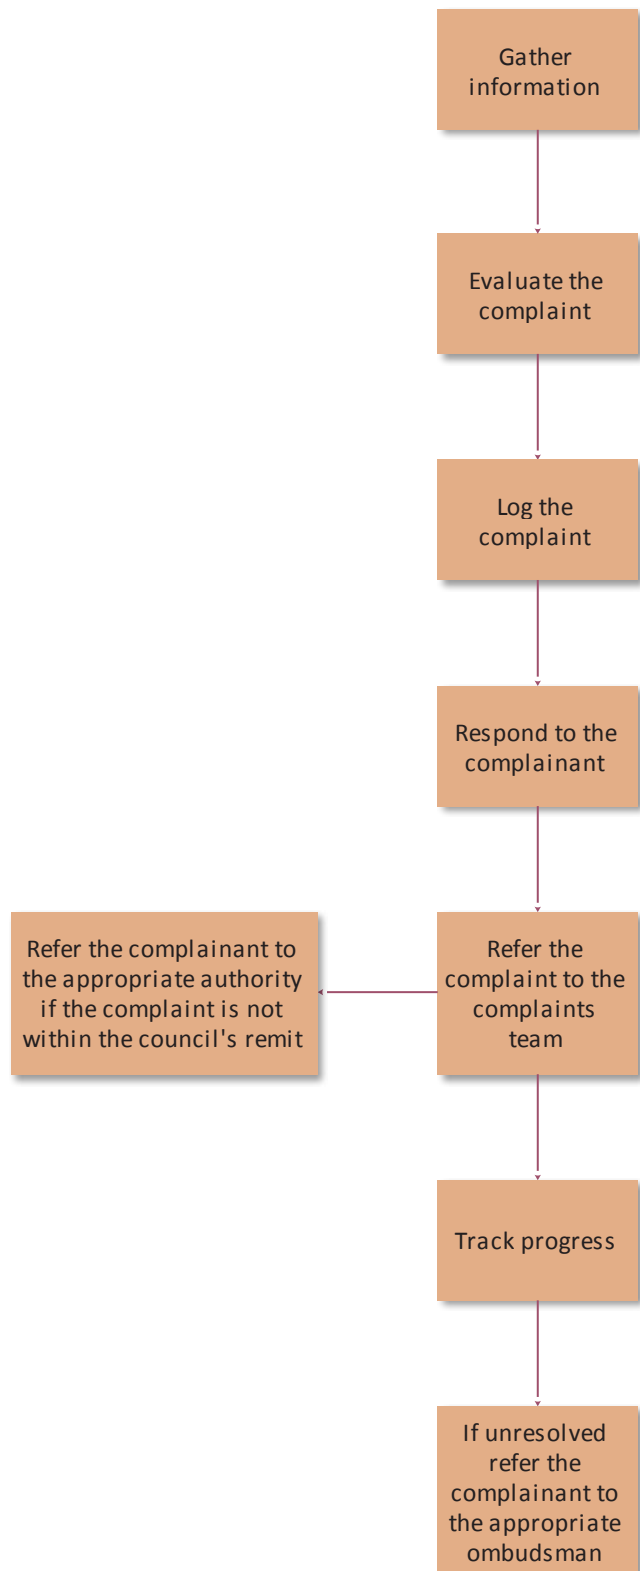 Gather
information
Evaluate the
complaint
Log the
complaint
Respond to the
complainant
Refer the complainant to
the appropriate authority
if the complaint is not
within the council's remit
Refer the
complaint to the
complaints
team
Track progress
If unresolved
refer the
complainant to
the appropriate
ombudsman